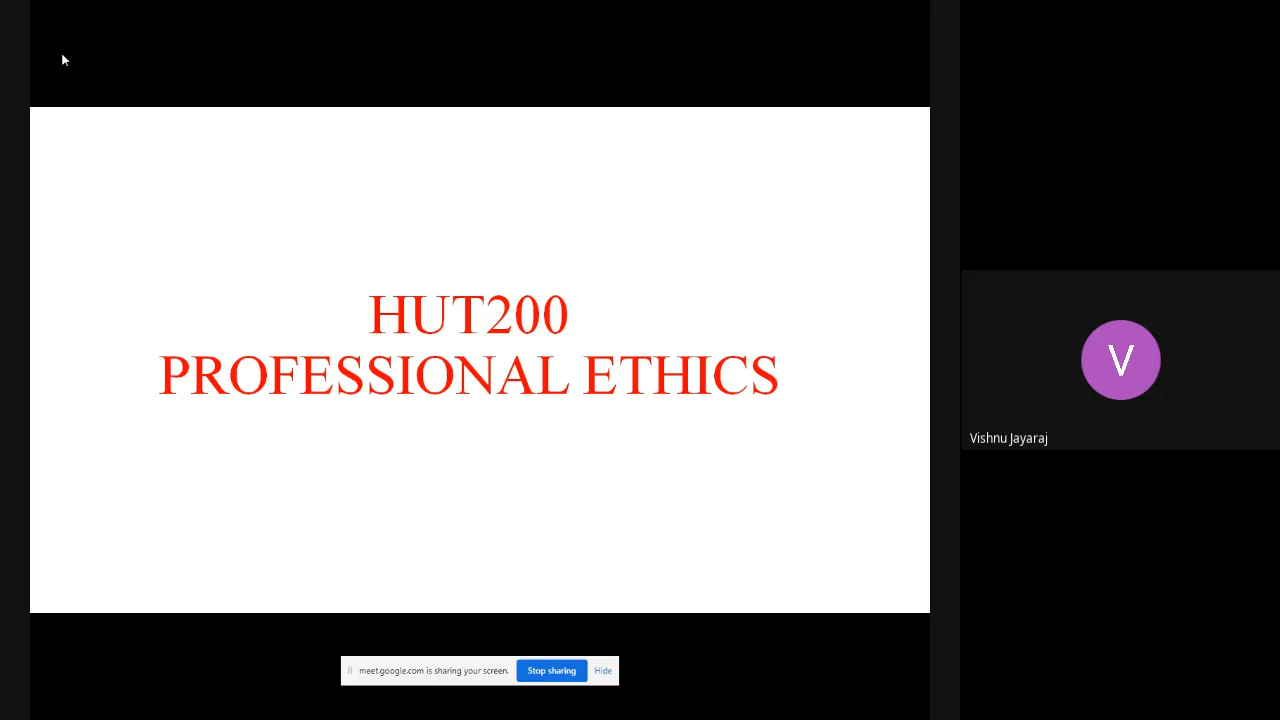 HUT200
PROFESSIONAL ETHICS
V
Vishnu Jayaraj
meet.google.com is sharing your screen. Stop sharing Hide